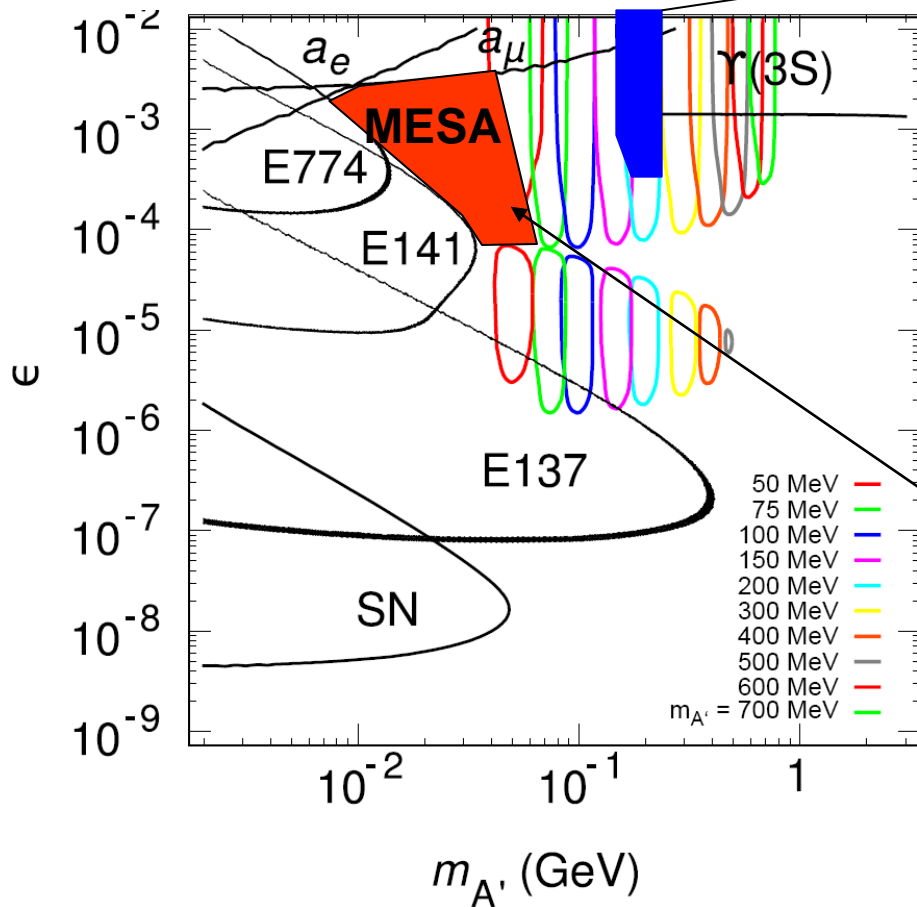 10⁻²
10⁻³
10⁻⁴
10⁻⁵
10⁻⁶
10⁻⁷
10⁻⁸
10⁻⁹
ϵ
aₑ
a_μ
ϒ(3S)
MESA
E774
E141
E137
SN
50 MeV
75 MeV
100 MeV
150 MeV
200 MeV
300 MeV
400 MeV
500 MeV
600 MeV
m_A' = 700 MeV
10⁻² 10⁻¹ 1
m_A' (GeV)